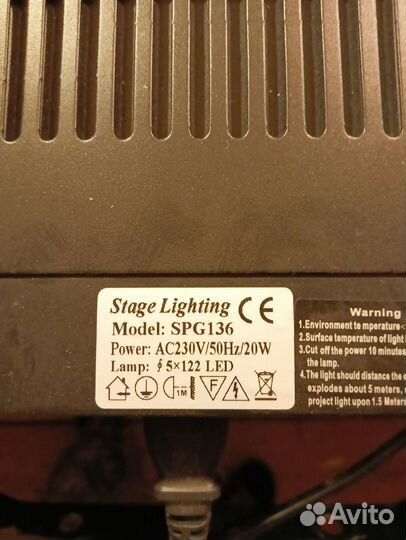 Stage Lighting CE
Model: SPG136
Power: AC230V/50Hz/20W
Lamp: ∮5×122 LED
1M F
Warning
1.Environment temperature<
2.Surface temperature of light
3.Cut off the power 10 minutes
the lamp.
4.The light should distance the
explodes about 5 meters,
project light upon 1.5 Meters
Avito